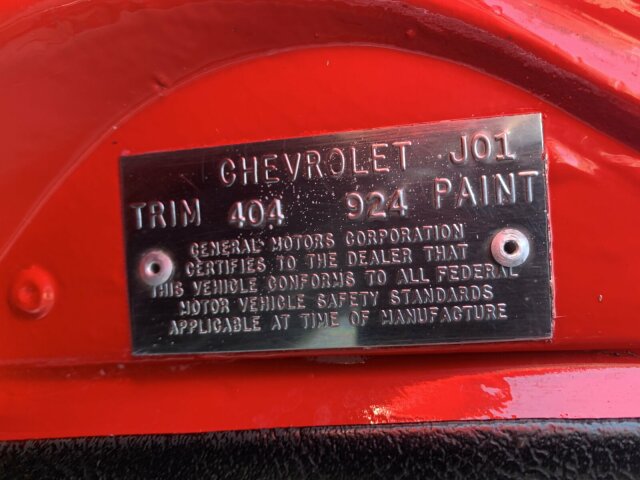 CHEVROLET J01
TRIM 404 924 PAINT
GENERAL MOTORS CORPORATION
CERTIFIES TO THE DEALER THAT
THIS VEHICLE CONFORMS TO ALL FEDERAL
MOTOR VEHICLE SAFETY STANDARDS
APPLICABLE AT TIME OF MANUFACTURE